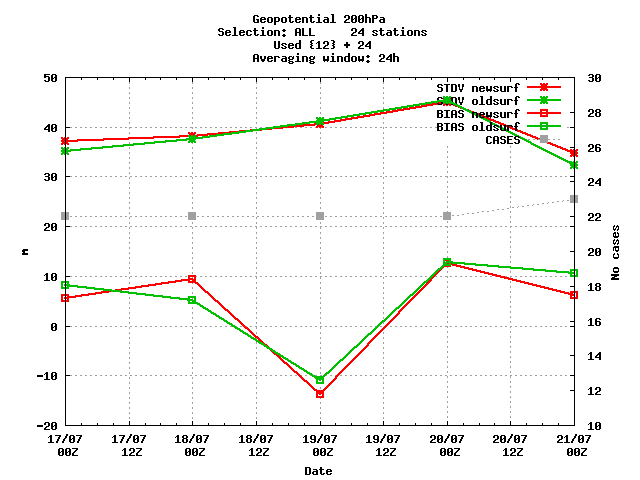 Geopotential 200hPa
Selection: ALL     24 stations
Used {12} + 24
Averaging window: 24h
50 30
STDV newsurf
STDV oldsurf
BIAS newsurf
BIAS oldsurf
CASES
40 28
26
30 24
20 22
m
No cases
20
10 18
0 16
14
-10 12
-20 10
17/07 17/07 18/07 18/07 19/07 19/07 20/07 20/07 21/07
00Z 12Z 00Z 12Z 00Z 12Z 00Z 12Z 00Z
Date